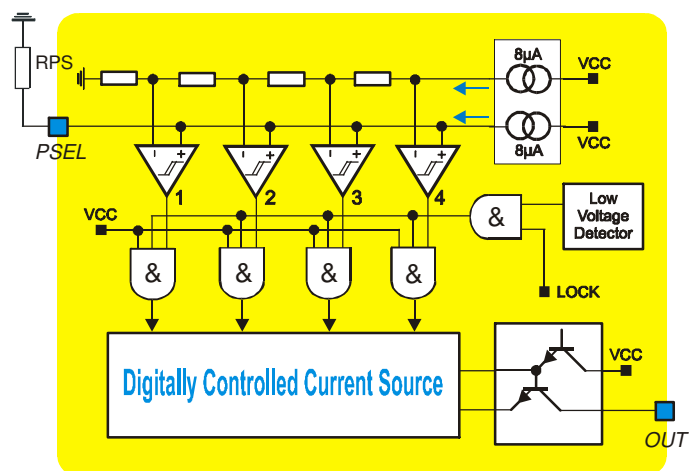 8µA
RPS
VCC
PSEL
VCC
8µA
- +
- +
- +
- +
1
2
3
4
VCC
&
Low
Voltage
Detector
&
&
&
&
LOCK
Digitally Controlled Current Source
VCC
OUT